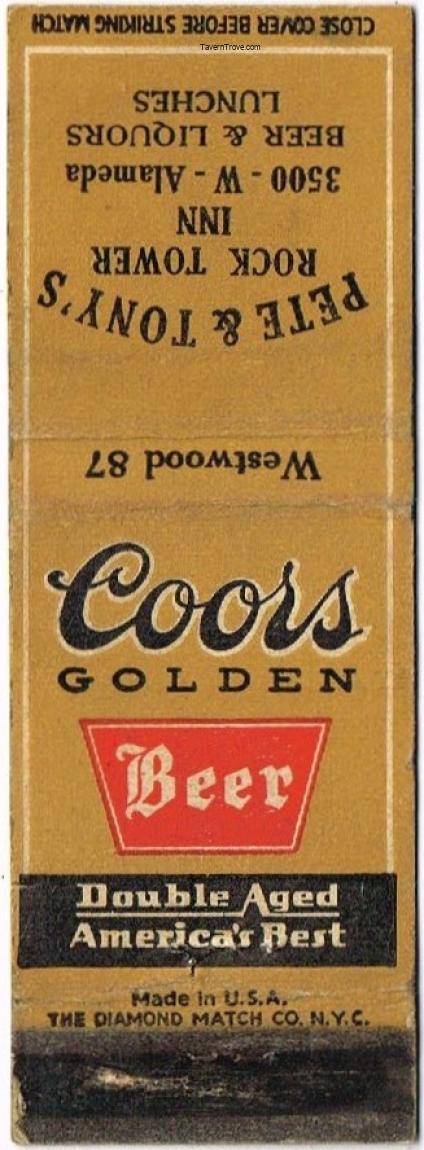 CLOSE COVER BEFORE STRIKING MATCH
TavernTrove.com
PETE & TONY'S
ROCK TOWER
INN
3500 - W - Alameda
BEER & LIQUORS
LUNCHES
Westwood 87
Coors
GOLDEN
Beer
Double Aged
America's Best
Made in U.S.A.
THE DIAMOND MATCH CO. N.Y.C.